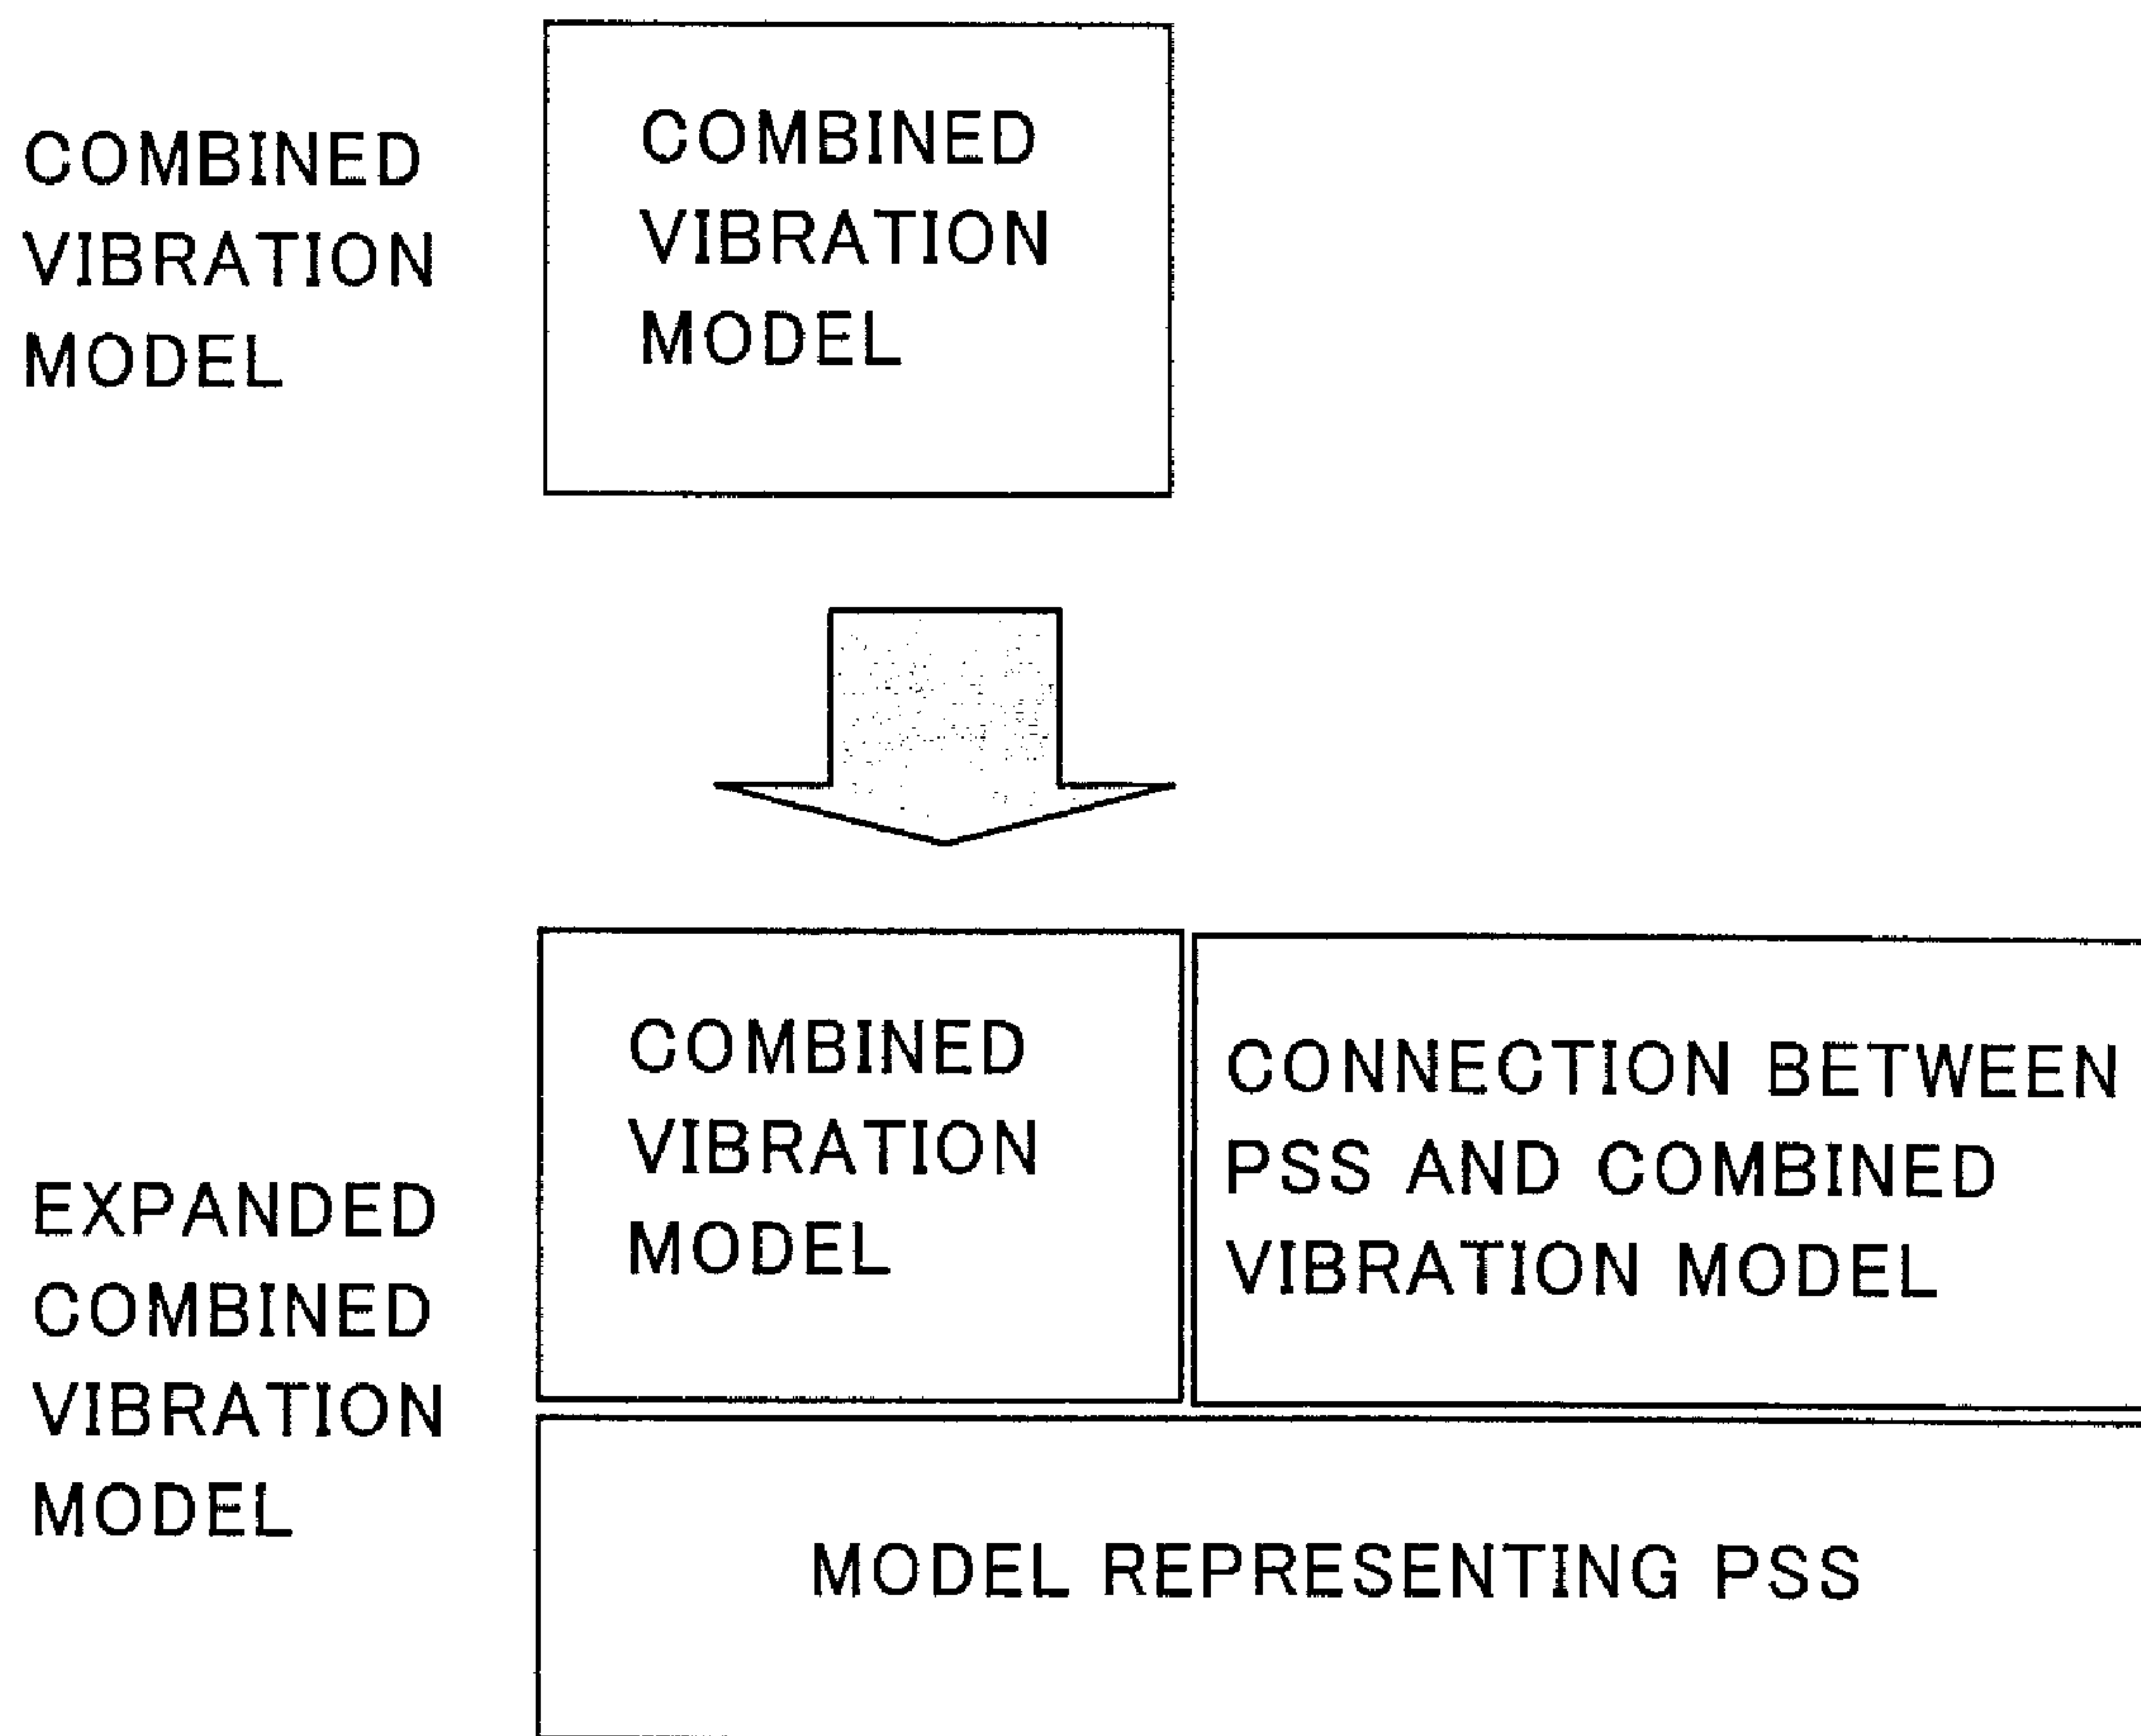 COMBINED
VIBRATION
MODEL
COMBINED
VIBRATION
MODEL
EXPANDED
COMBINED
VIBRATION
MODEL
COMBINED
VIBRATION
MODEL
CONNECTION BETWEEN
PSS AND COMBINED
VIBRATION MODEL
MODEL REPRESENTING PSS